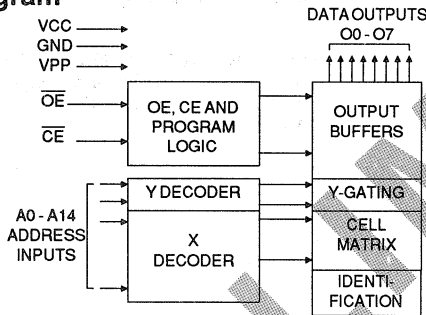 gram
DATA OUTPUTS
O0 - O7
VCC
GND
VPP
OE
CE
OE, CE AND
PROGRAM
LOGIC
OUTPUT
BUFFERS
A0 - A14
ADDRESS
INPUTS
Y DECODER
X
DECODER
Y-GATING
CELL
MATRIX
IDENTI-
FICATION